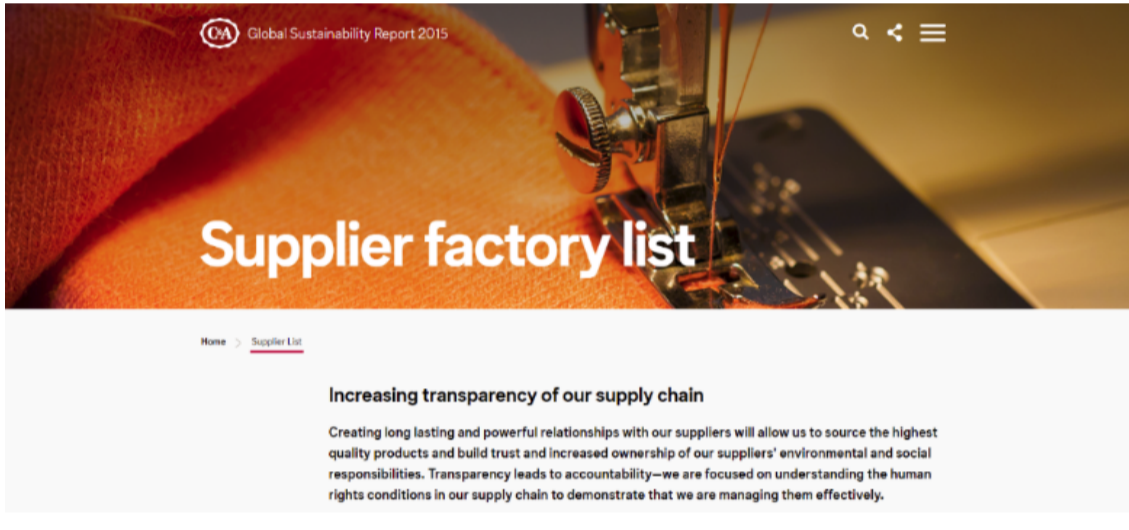 C&A Global Sustainability Report 2015
Supplier factory list
Home > Supplier List
Increasing transparency of our supply chain
Creating long lasting and powerful relationships with our suppliers will allow us to source the highest
quality products and build trust and increased ownership of our suppliers' environmental and social
responsibilities. Transparency leads to accountability—we are focused on understanding the human
rights conditions in our supply chain to demonstrate that we are managing them effectively.